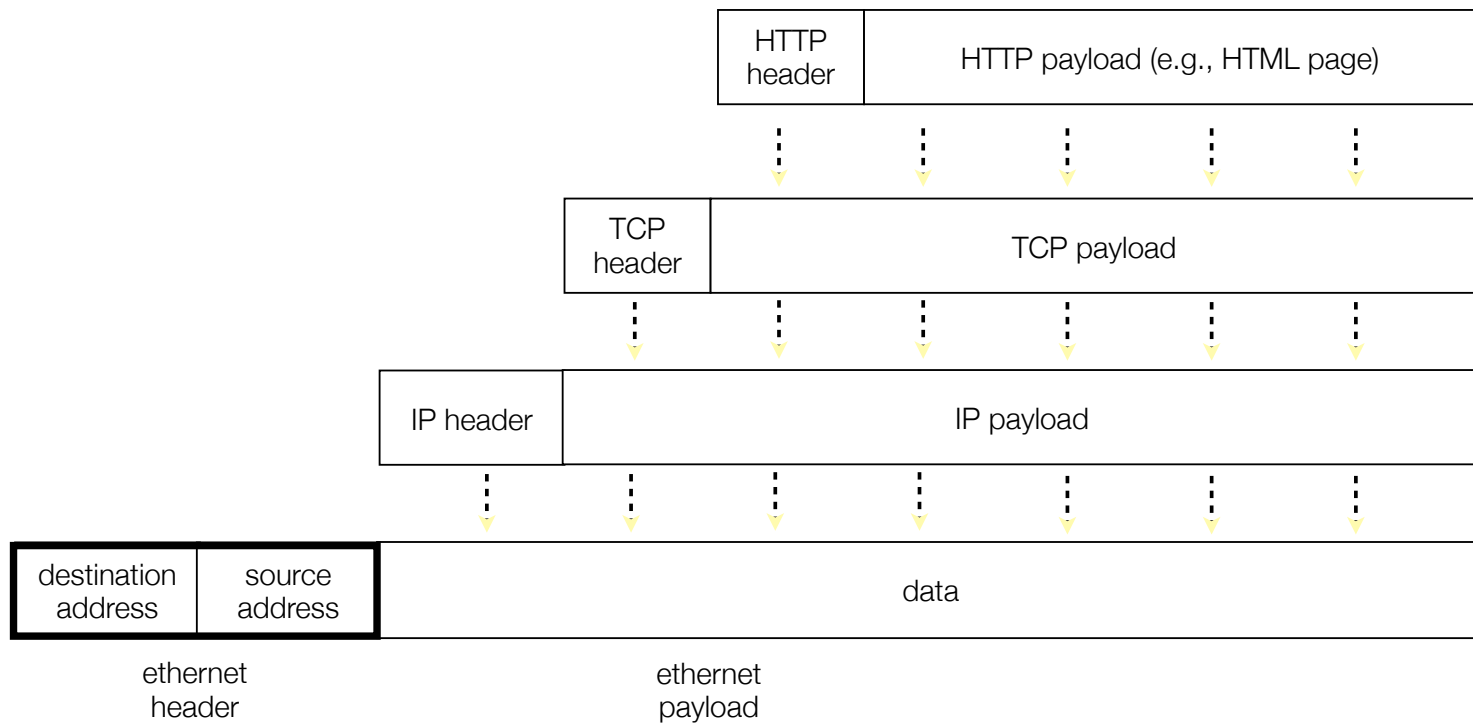 HTTP
header
HTTP payload (e.g., HTML page)
TCP
header
TCP payload
IP header
IP payload
destination
address
source
address
data
ethernet
header
ethernet
payload